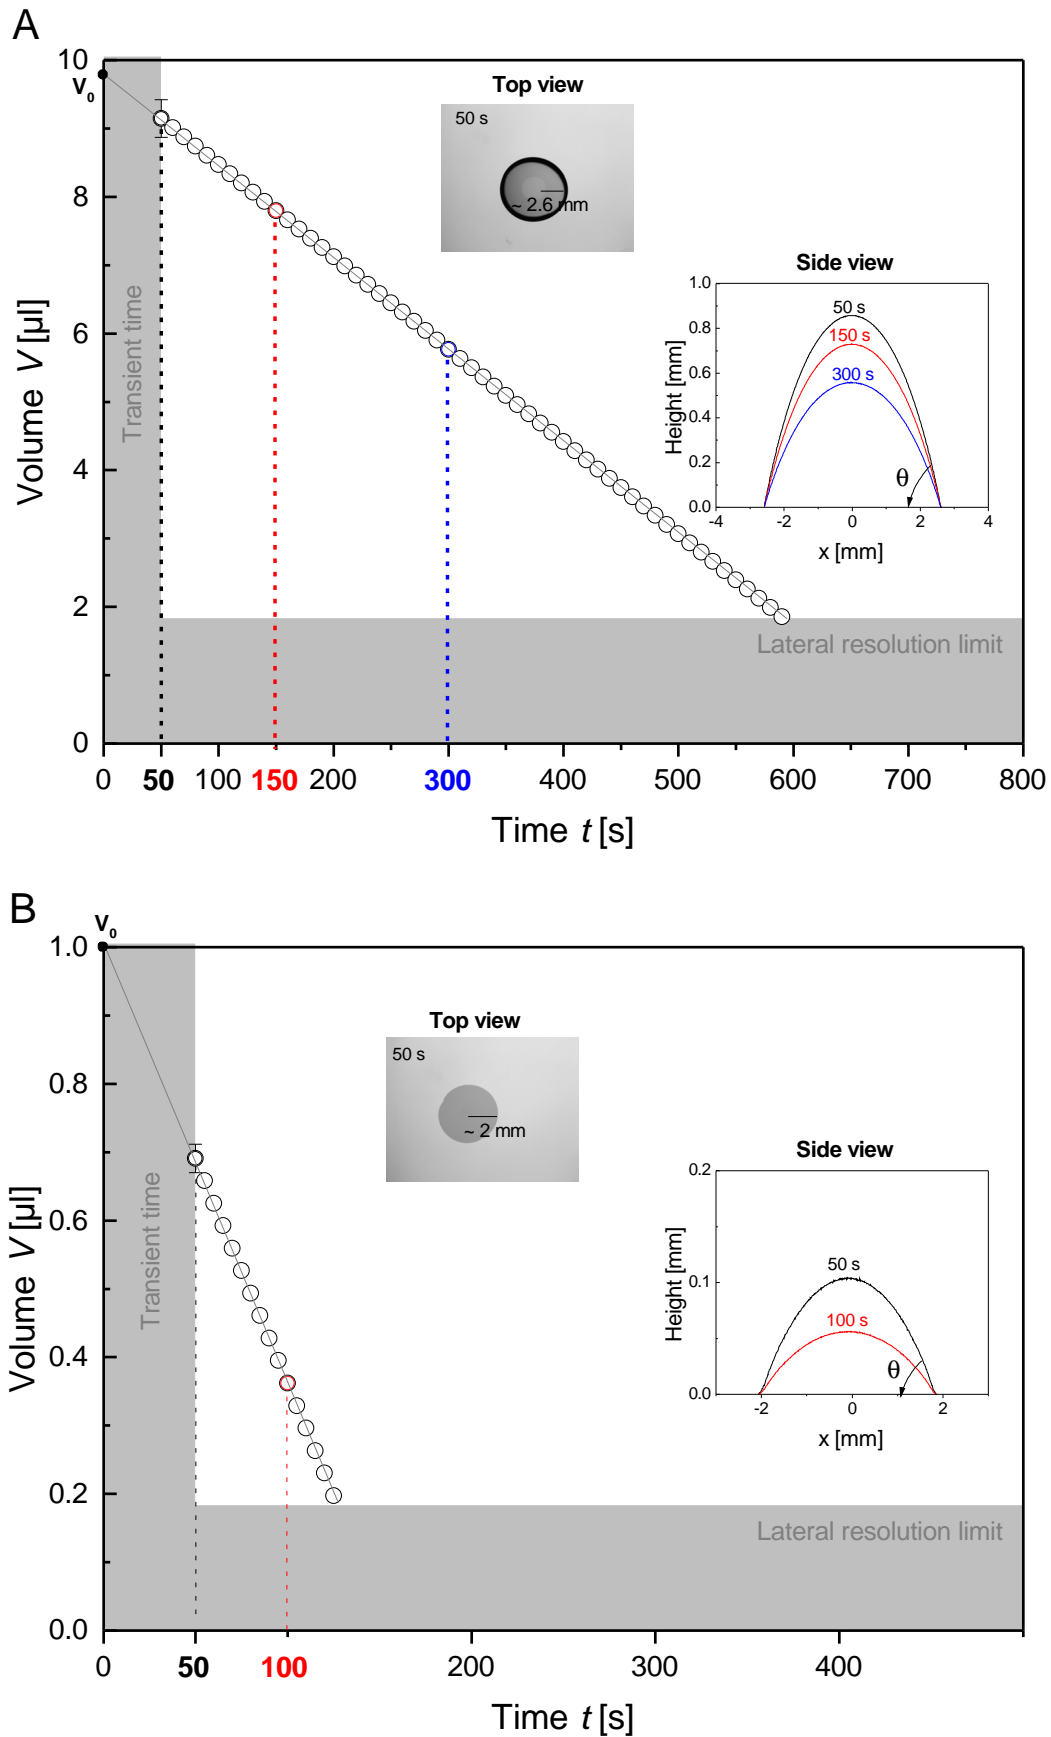 A
10
V0
8
6
4
2
0
Volume V [µl]
Transient time
Top view
50 s
~ 2.6 mm
Side view
1.0
0.8
0.6
0.4
0.2
0.0
Height [mm]
50 s
150 s
300 s
θ
-4 -2 0 2 4
x [mm]
Lateral resolution limit
0 50 100 150 200 300 400 500 600 700 800
Time t [s]
B
V0
1.0
0.8
0.6
0.4
0.2
0.0
Volume V [µl]
Transient time
Top view
50 s
~ 2 mm
Side view
0.2
0.1
0.0
Height [mm]
50 s
100 s
θ
-2 0 2
x [mm]
Lateral resolution limit
0 50 100 200 300 400
Time t [s]